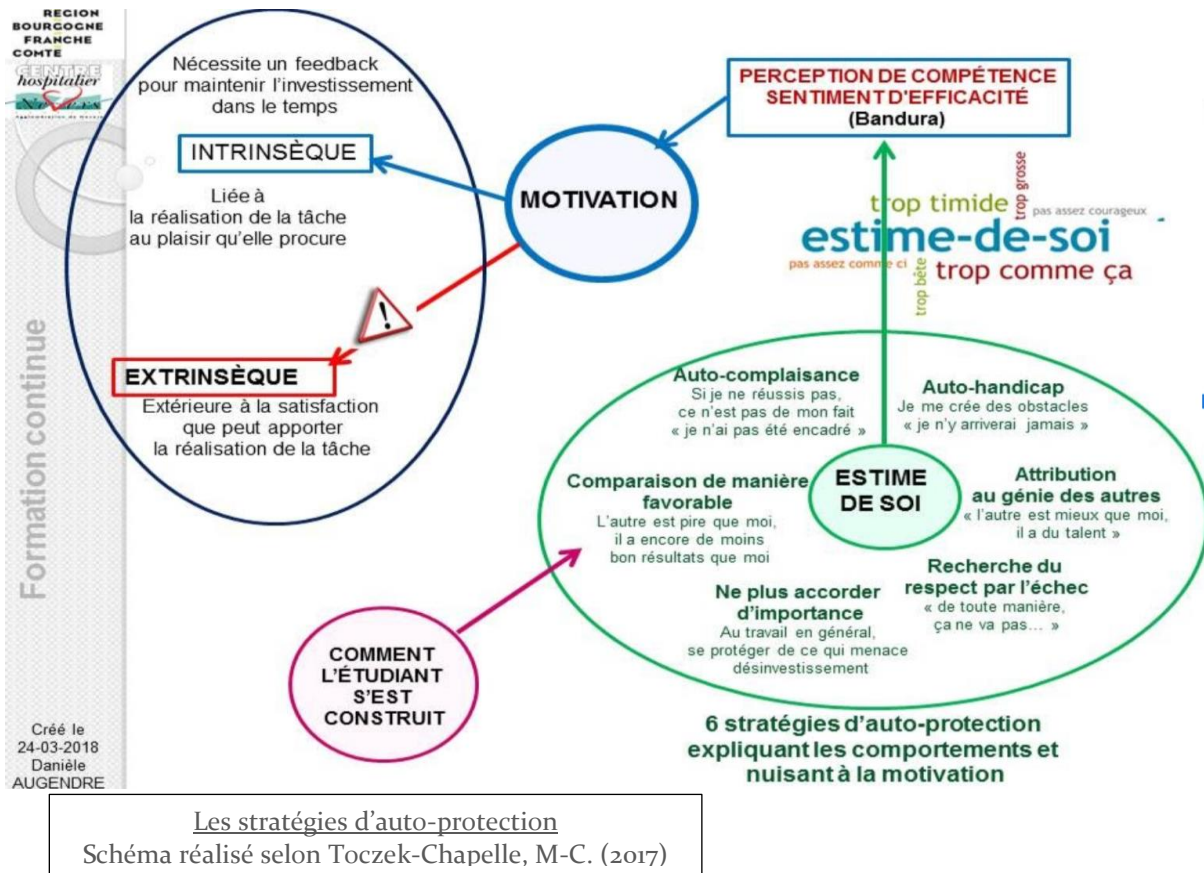 REGION
BOURGOGNE
FRANCHE
COMTE
CENTRE
hospitalier
Nécessite un feedback
pour maintenir l'investissement
dans le temps
INTRINSÈQUE
Liée à
la réalisation de la tâche
au plaisir qu'elle procure
EXTRINSÈQUE
Extérieure à la satisfaction
que peut apporter
la réalisation de la tâche
!
MOTIVATION
PERCEPTION DE COMPÉTENCE
SENTIMENT D'EFFICACITÉ
(Bandura)
trop timide
trop grosse
pas assez courageux
estime-de-soi
pas assez comme ci
trop bête
trop comme ça
Auto-complaisance
Si je ne réussis pas,
ce n'est pas de mon fait
« je n'ai pas été encadré »
Auto-handicap
Je me crée des obstacles
« je n'y arriverai jamais »
Comparaison de manière
favorable
L'autre est pire que moi,
il a encore de moins
bon résultats que moi
ESTIME
DE SOI
Attribution
au génie des autres
« l'autre est mieux que moi,
il a du talent »
Ne plus accorder
d'importance
Au travail en général,
se protéger de ce qui menace
désinvestissement
Recherche du
respect par l'échec
« de toute manière,
ça ne va pas... »
COMMENT
L'ÉTUDIANT
S'EST
CONSTRUIT
6 stratégies d'auto-protection
expliquant les comportements et
nuisant à la motivation
Formation continue
Créé le
24-03-2018
Danièle
AUGENDRE
Les stratégies d'auto-protection
Schéma réalisé selon Toczek-Chapelle, M-C. (2017)